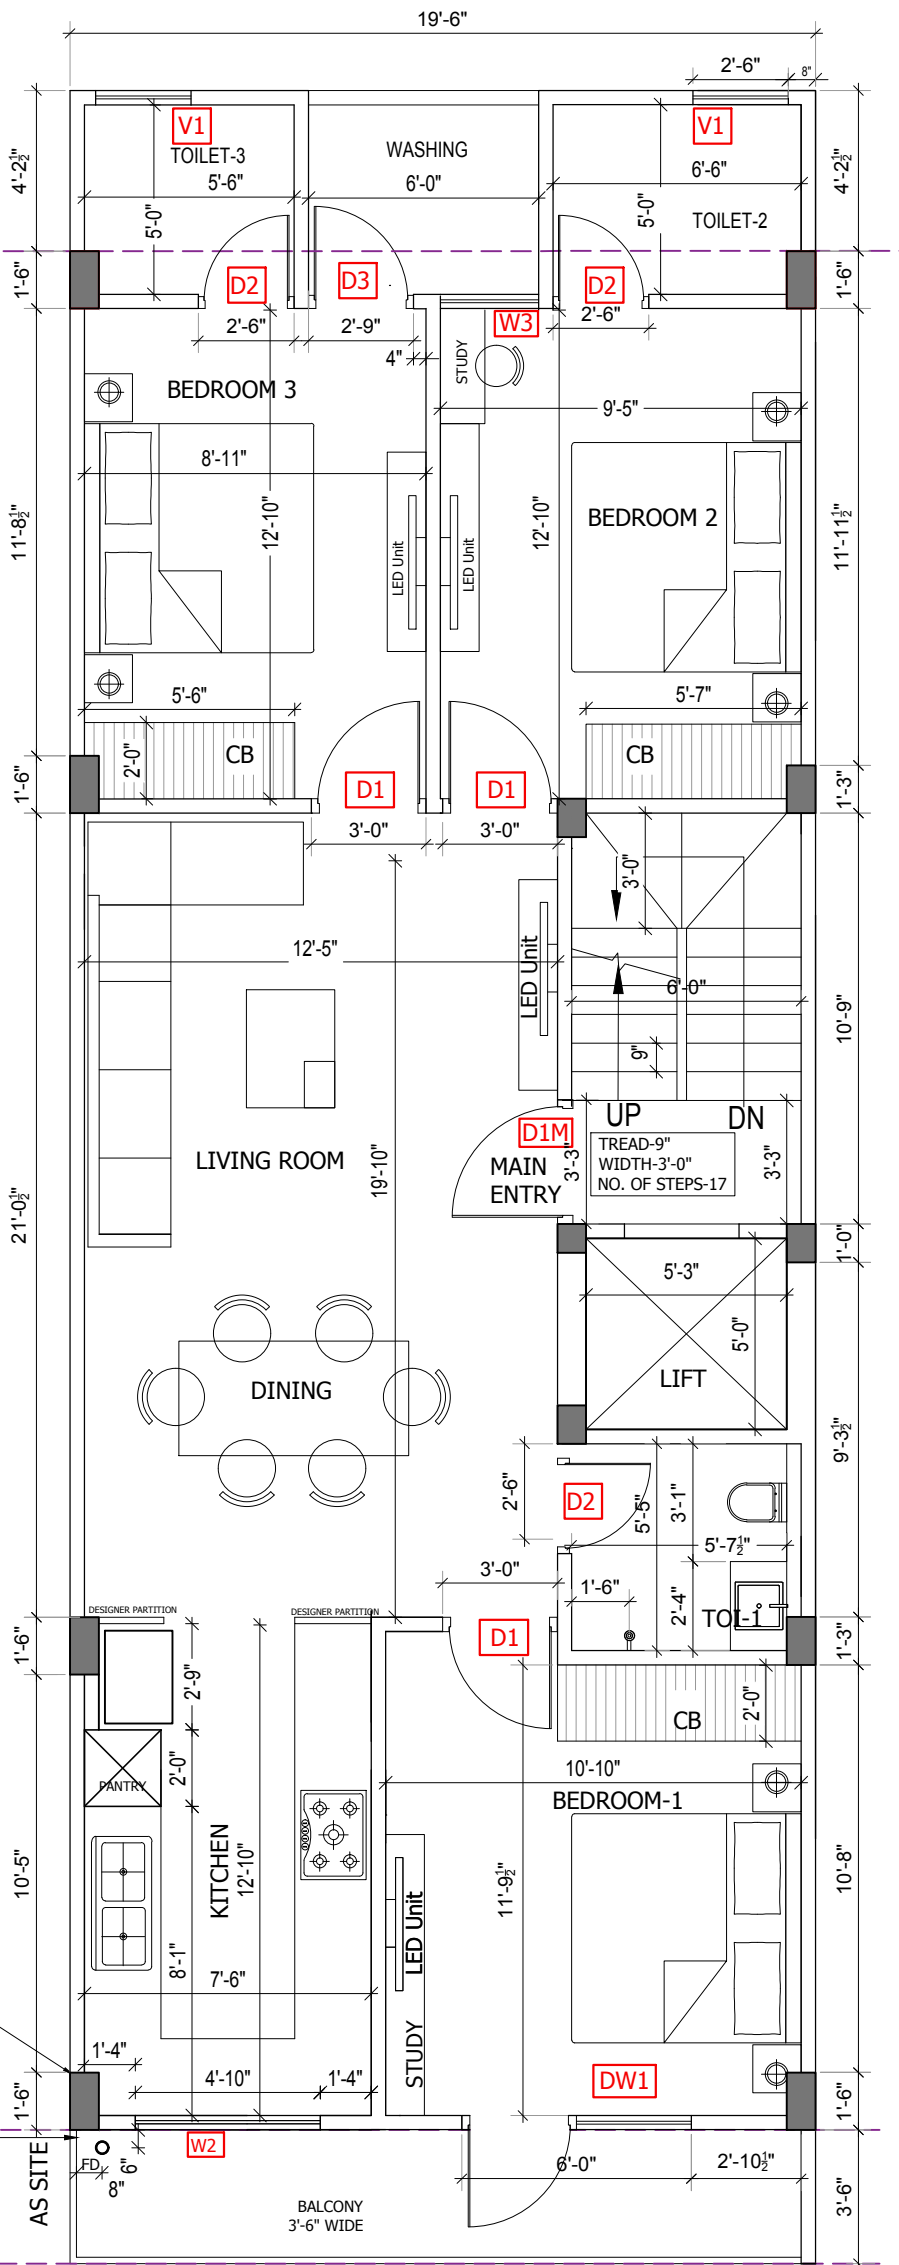 19'-6"
2'-6"
8"
V1
V1
TOILET-3
WASHING
5'-6"
6'-0"
6'-6"
4'-2½"
4'-2½"
5'-0"
5'-0"
TOILET-2
1'-6"
D2
D3
D2
1'-6"
2'-6"
2'-9"
W3
2'-6"
4"
STUDY
BEDROOM 3
9'-5"
8'-11"
11'-8½"
12'-10"
12'-10"
BEDROOM 2
11'-11½"
LED Unit
LED Unit
5'-6"
5'-7"
2'-0"
CB
CB
1'-6"
D1
D1
1'-3"
3'-0"
3'-0"
3'-0"
12'-5"
LED Unit
6'-0"
10'-9"
9"
UP
DN
D1M
TREAD-9"
WIDTH-3'-0"
NO. OF STEPS-17
3'-3"
3'-3"
MAIN
ENTRY
LIVING ROOM
19'-10"
21'-0½"
1'-0"
5'-3"
5'-0"
LIFT
DINING
9'-3½"
2'-6"
D2
5'-5"
3'-1"
5'-7½"
3'-0"
1'-6"
2'-4"
TOI-1
DESIGNER PARTITION
DESIGNER PARTITION
1'-6"
D1
1'-3"
2'-9"
2'-0"
CB
2'-0"
PANTRY
10'-10"
BEDROOM-1
KITCHEN
12'-10"
10'-5"
11'-9½"
10'-8"
LED Unit
8'-1"
7'-6"
STUDY
1'-4"
4'-10"
1'-4"
DW1
1'-6"
1'-6"
W2
AS SITE
FD
6"
8"
6'-0"
2'-10½"
BALCONY
3'-6" WIDE
3'-6"